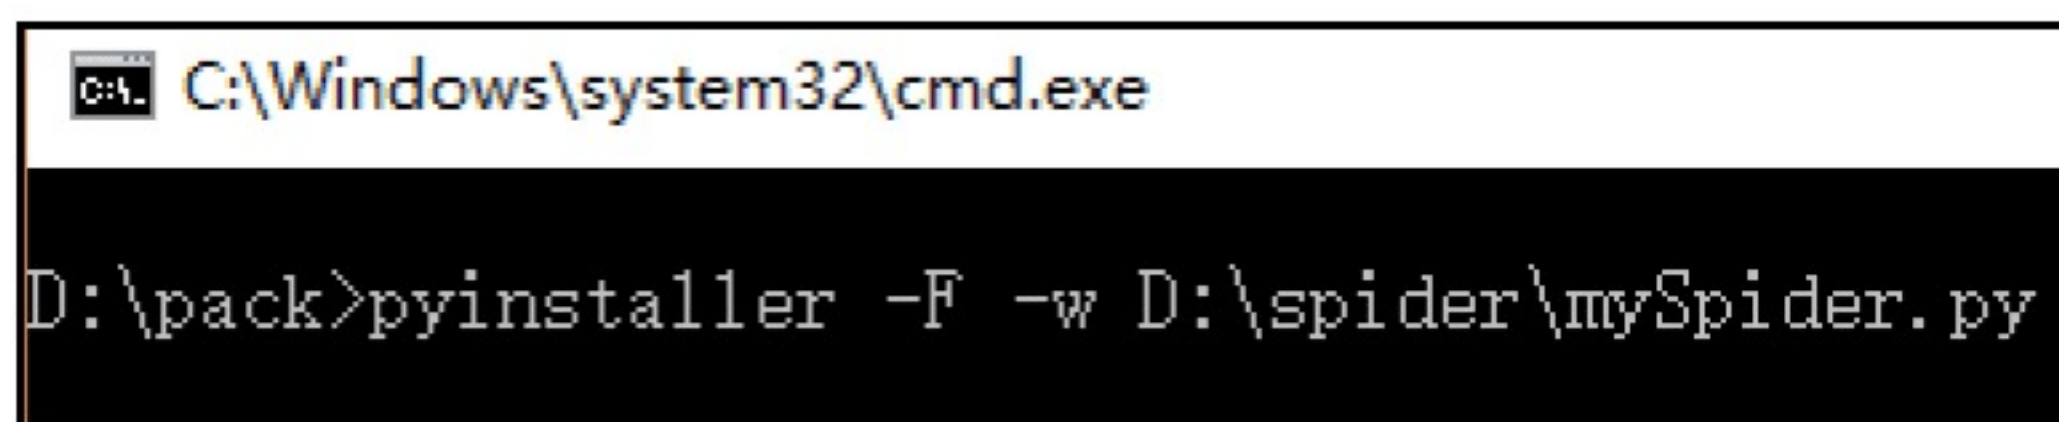 C:\Windows\system32\cmd.exe
D:\pack>pyinstaller -F -w D:\spider\mySpider.py